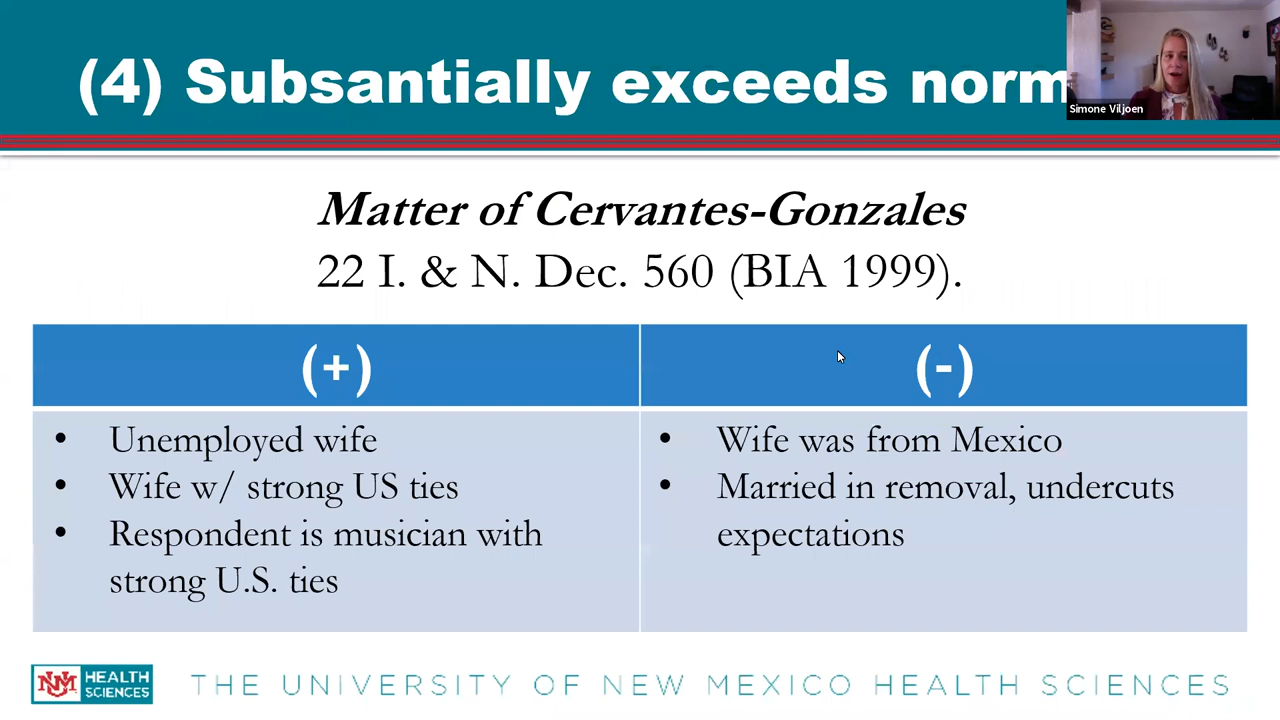 (4) Subsantially exceeds norm
Simone Viljoen
Matter of Cervantes-Gonzales
22 I. & N. Dec. 560 (BIA 1999).
(+)
(-)
• Unemployed wife
• Wife w/ strong US ties
• Respondent is musician with
strong U.S. ties
• Wife was from Mexico
• Married in removal, undercuts
expectations
UNM HEALTH
SCIENCES
THE UNIVERSITY OF NEW MEXICO HEALTH SCIENCES